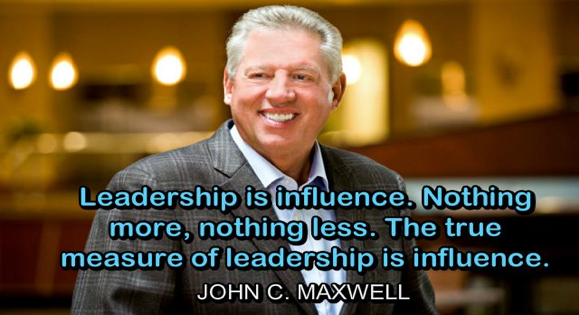 Leadership is influence. Nothing
more, nothing less. The true
measure of leadership is influence.
JOHN C. MAXWELL